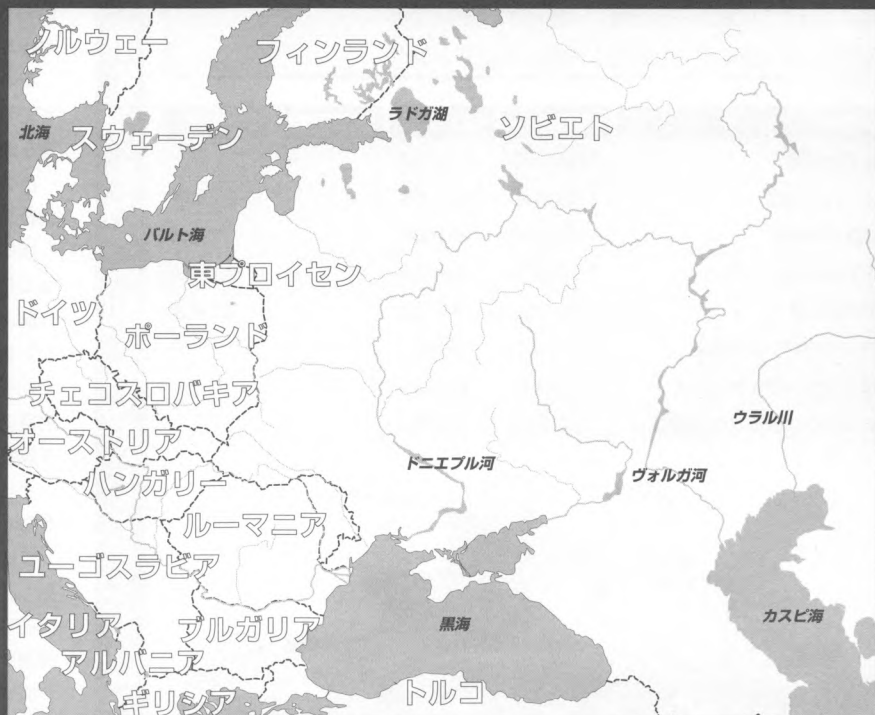 ノルウェー
フィンランド
北海
スウェーデン
ラドガ湖
ソビエト
バルト海
東プロイセン
ドイツ
ポーランド
チェコスロバキア
ウラル川
オーストリア
ドニエプル河
ヴォルガ河
ハンガリー
ルーマニア
ユーゴスラビア
イタリア
ブルガリア
黒海
カスピ海
アルバニア
ギリシア
トルコ